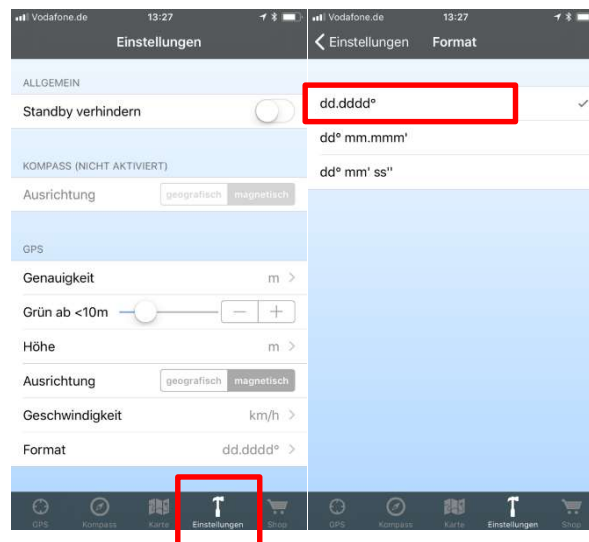 Vodafone.de 13:27
Einstellungen
ALLGEMEIN
Standby verhindern
KOMPASS (NICHT AKTIVIERT)
Ausrichtung geografisch magnetisch
GPS
Genauigkeit m
Grün ab <10m
Höhe m
Ausrichtung geografisch magnetisch
Geschwindigkeit km/h
Format dd.dddd°
GPS Kompass Karte Einstellungen Shop
Vodafone.de 13:27
Einstellungen Format
dd.dddd°
dd° mm.mmm'
dd° mm' ss''
GPS Kompass Karte Einstellungen Shop